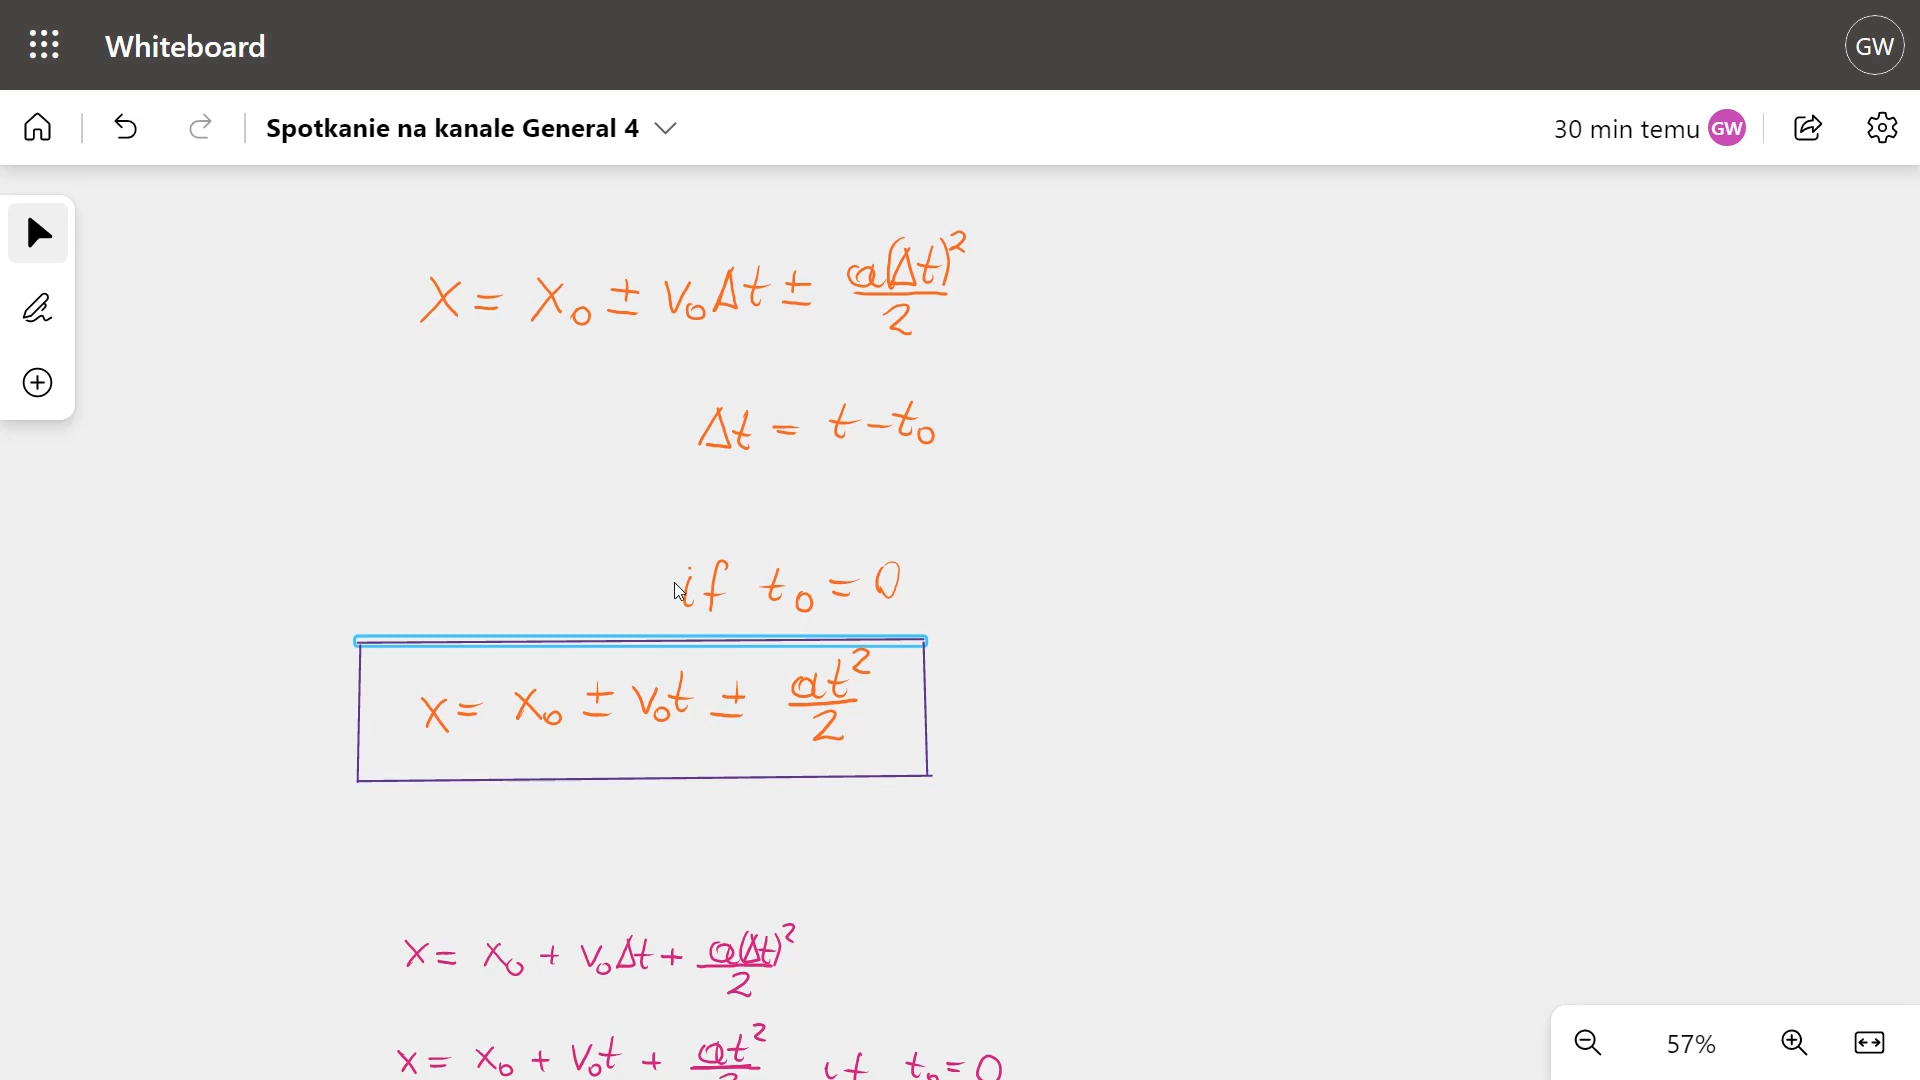 Whiteboard
GW
Spotkanie na kanale General 4
30 min temu GW
x = x₀ ± v₀Δt ± a(Δt)²/2
Δt = t - t₀
if t₀ = 0
x = x₀ ± v₀t ± at²/2
x = x₀ + v₀Δt + a(Δt)²/2
x = x₀ + v₀t + at²/2 if t₀ = 0
57%